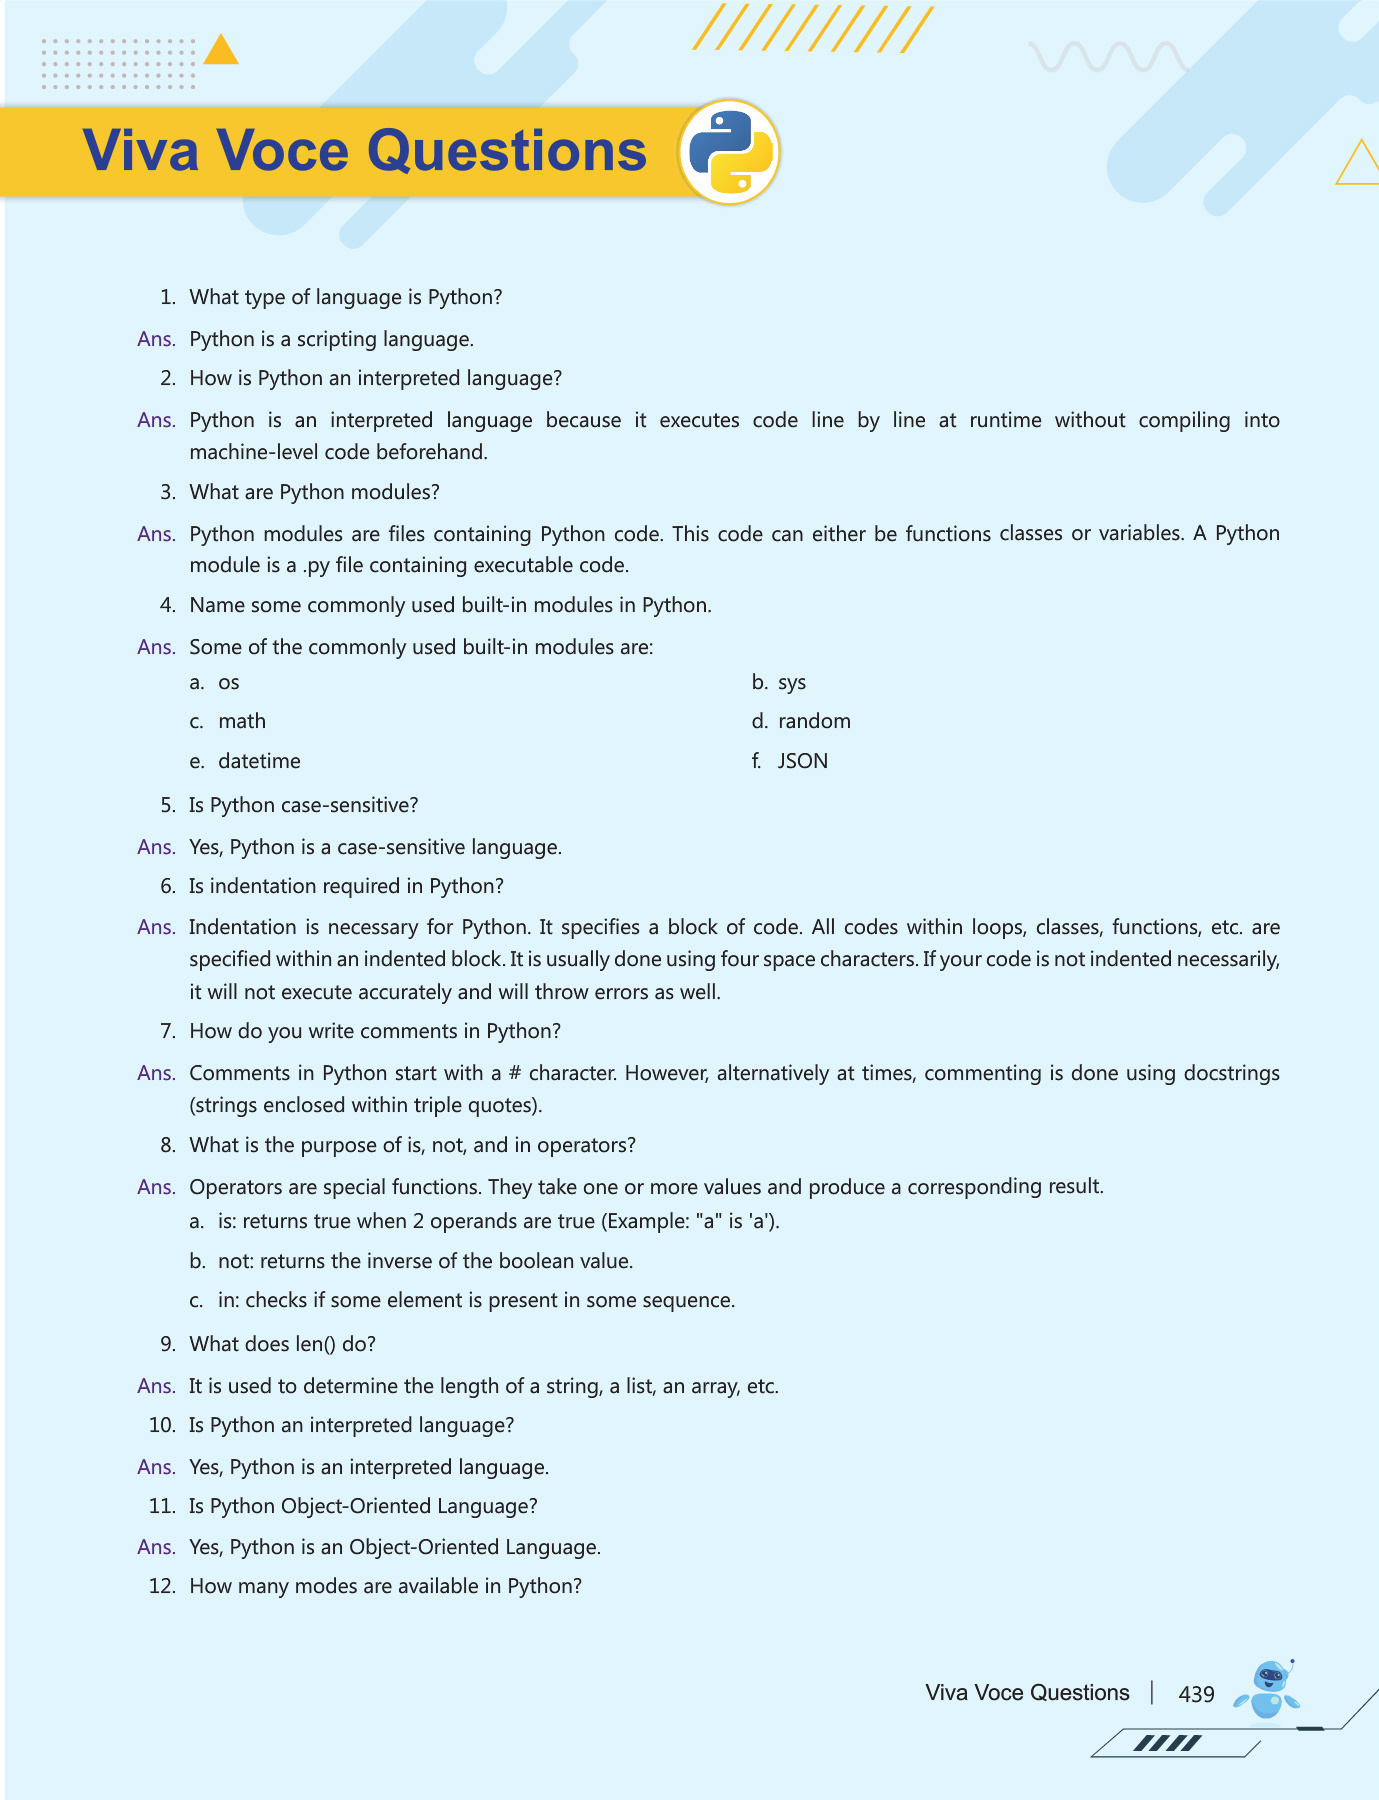 Viva Voce Questions
1. What type of language is Python?
Ans. Python is a scripting language.
2. How is Python an interpreted language?
Ans. Python is an interpreted language because it executes code line by line at runtime without compiling into
machine-level code beforehand.
3. What are Python modules?
Ans. Python modules are files containing Python code. This code can either be functions classes or variables. A Python
module is a .py file containing executable code.
4. Name some commonly used built-in modules in Python.
Ans. Some of the commonly used built-in modules are:
a. os b. sys
c. math d. random
e. datetime f. JSON
5. Is Python case-sensitive?
Ans. Yes, Python is a case-sensitive language.
6. Is indentation required in Python?
Ans. Indentation is necessary for Python. It specifies a block of code. All codes within loops, classes, functions, etc. are
specified within an indented block. It is usually done using four space characters. If your code is not indented necessarily,
it will not execute accurately and will throw errors as well.
7. How do you write comments in Python?
Ans. Comments in Python start with a # character. However, alternatively at times, commenting is done using docstrings
(strings enclosed within triple quotes).
8. What is the purpose of is, not, and in operators?
Ans. Operators are special functions. They take one or more values and produce a corresponding result.
a. is: returns true when 2 operands are true (Example: "a" is 'a').
b. not: returns the inverse of the boolean value.
c. in: checks if some element is present in some sequence.
9. What does len() do?
Ans. It is used to determine the length of a string, a list, an array, etc.
10. Is Python an interpreted language?
Ans. Yes, Python is an interpreted language.
11. Is Python Object-Oriented Language?
Ans. Yes, Python is an Object-Oriented Language.
12. How many modes are available in Python?
Viva Voce Questions | 439